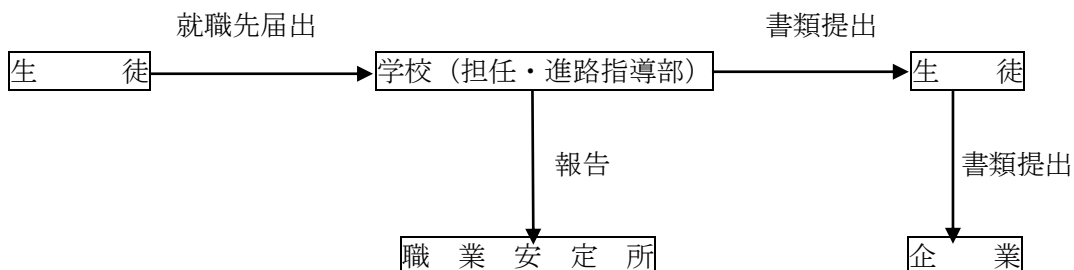 就職先届出 書類提出
生 徒 学校（担任・進路指導部） 生 徒
報告 書類提出
職 業 安 定 所 企 業